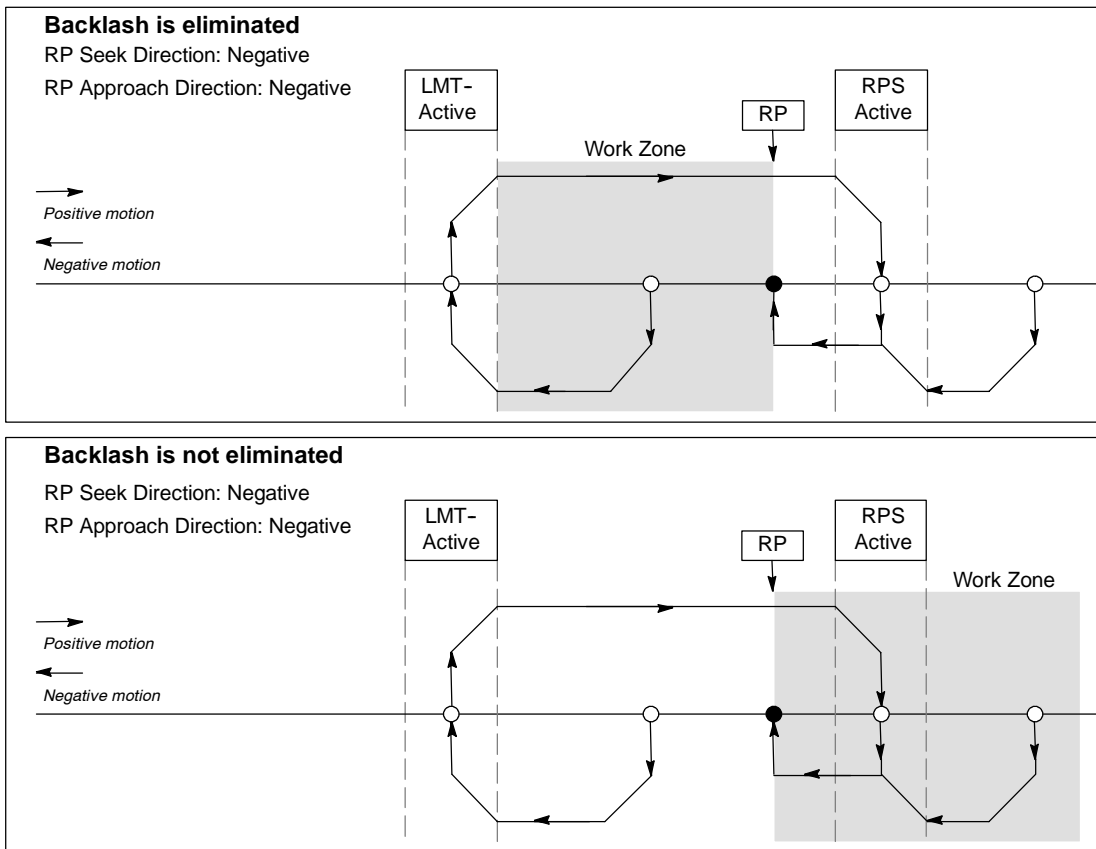 Backlash is eliminated
RP Seek Direction: Negative
RP Approach Direction: Negative
LMT-
Active
RP
RPS
Active
Work Zone
Positive motion
Negative motion
Backlash is not eliminated
RP Seek Direction: Negative
RP Approach Direction: Negative
LMT-
Active
RP
RPS
Active
Work Zone
Positive motion
Negative motion